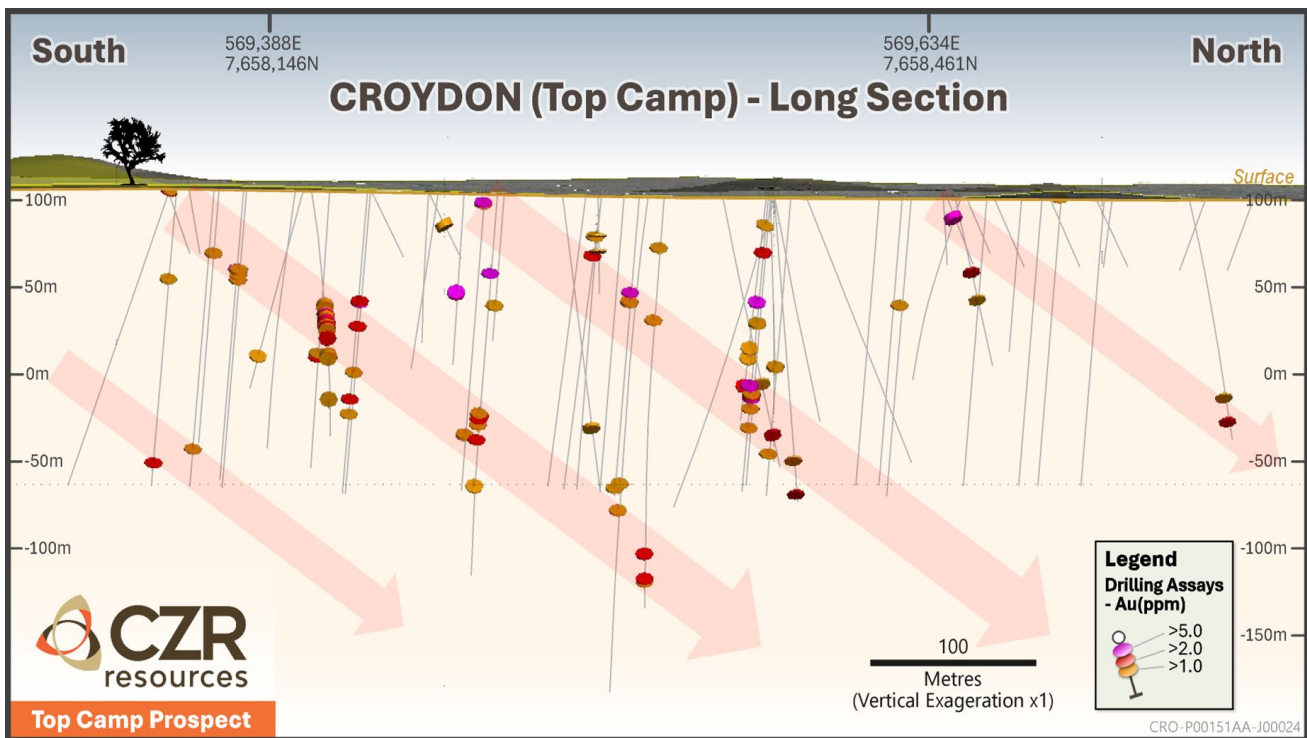 South
569,388E
7,658,146N
569,634E
7,658,461N
North
CROYDON (Top Camp) - Long Section
Surface
100m
100m
50m
50m
0m
0m
-50m
-50m
-100m
-100m
-150m
Legend
Drilling Assays
- Au(ppm)
>5.0
>2.0
>1.0
100
Metres
(Vertical Exageration x1)
CZR
resources
Top Camp Prospect
CRO-P00151AA-J00024